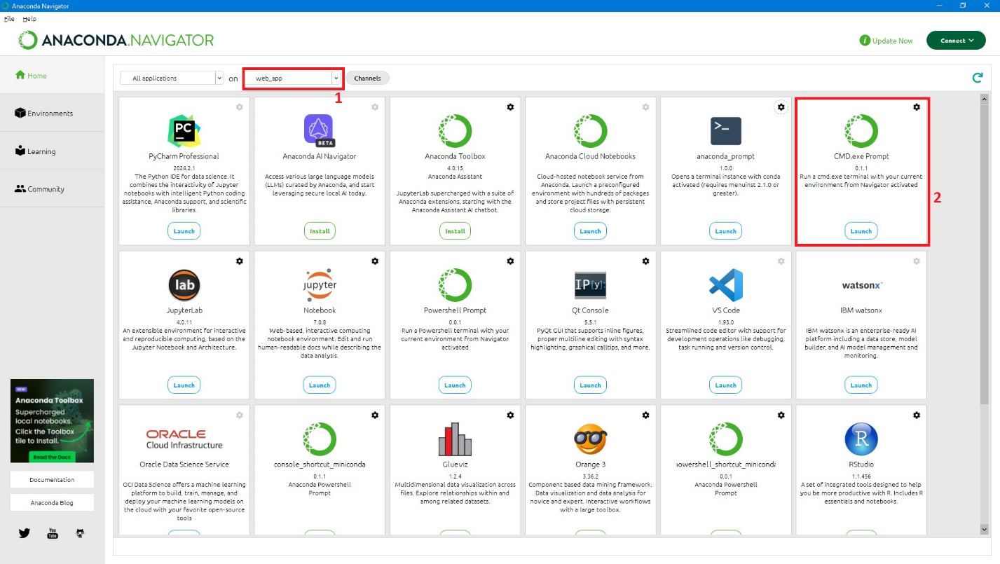 Anaconda Navigator
File Help
ANACONDA.NAVIGATOR
i Update Now
Connect
Home
Environments
Learning
Community
All applications
on
web_app
Channels
1
PC
PyCharm Professional
2024.2.1
The Python IDE for data science. It
combines the interactivity of Jupyter
notebooks with intelligent Python coding
assistance, Anaconda support, and scientific
libraries.
Launch
BETA
Anaconda AI Navigator
Access various large language models
(LLMs) curated by Anaconda, and start
leveraging secure local AI today.
Install
Anaconda Toolbox
4.0.15
Anaconda Assistant
JupyterLab supercharged with a suite of
Anaconda extensions, starting with the
Anaconda Assistant AI chatbot.
Install
Anaconda Cloud Notebooks
Cloud-hosted notebook service from
Anaconda. Launch a preconfigured
environment with hundreds of packages
and store project files with persistent
cloud storage.
Launch
>_
anaconda_prompt
1.0.0
Opens a terminal instance with conda
activated (requires menuinst 2.1.0 or
greater).
Launch
CMD.exe Prompt
0.1.1
Run a cmd.exe terminal with your current
environment from Navigator activated
Launch
2
lab
JupyterLab
4.0.11
An extensible environment for interactive
and reproducible computing, based on the
Jupyter Notebook and Architecture.
Launch
jupyter
Notebook
7.0.8
Web-based, interactive computing
notebook environment. Edit and run
human-readable docs while describing the
data analysis.
Launch
Powershell Prompt
0.0.1
Run a Powershell terminal with your
current environment from Navigator
activated
Launch
IP[y]:
Qt Console
5.5.1
PyQt GUI that supports inline figures,
proper multiline editing with syntax
highlighting, graphical calltips, and more.
Launch
VS Code
1.93.0
Streamlined code editor with support for
development operations like debugging,
task running and version control.
Launch
watsonx
IBM watsonx
IBM watsonx is an enterprise-ready AI
platform including a data store, model
builder, and AI model management and
monitoring.
Launch
ORACLE
Cloud Infrastructure
Oracle Data Science Service
OCI Data Science offers a machine learning
platform to build, train, manage, and
deploy your machine learning models on
the cloud with your favorite open-source
tools
console_shortcut_miniconda
0.1.1
Anaconda Powershell
Prompt
Glueviz
1.2.4
Multidimensional data visualization across
files. Explore relationships within and
among related datasets.
Orange 3
3.36.2
Component based data mining framework.
Data visualization and data analysis for
novice and expert. Interactive workflows
with a large toolbox.
powershell_shortcut_miniconda
0.0.1
Anaconda Powershell
Prompt
R
RStudio
1.1.456
A set of integrated tools designed to help
you be more productive with R. Includes R
essentials and notebooks.
NEW
Anaconda Toolbox
Supercharged
local notebooks.
Click the Toolbox
tile to Install.
Read the Docs
Documentation
Anaconda Blog
You
Tube